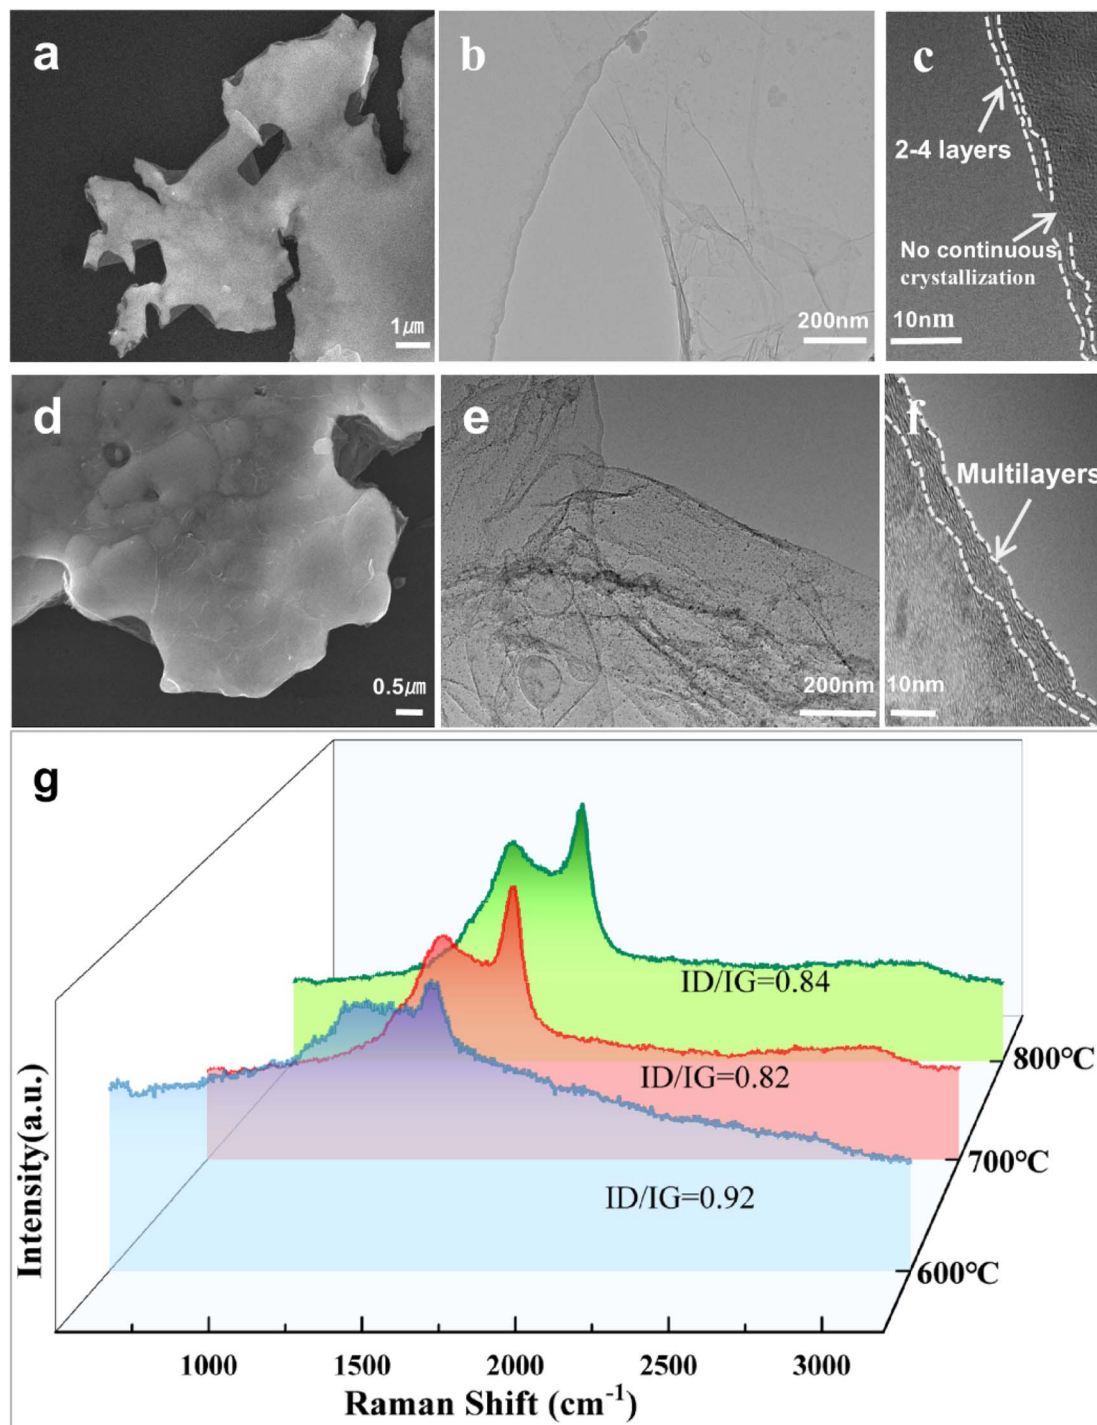 a
1μm
b
200nm
c
2-4 layers
No continuous
crystallization
10nm
d
0.5μm
e
200nm
f
Multilayers
10nm
g
ID/IG=0.84
ID/IG=0.82
ID/IG=0.92
800°C
700°C
600°C
Intensity(a.u.)
1000 1500 2000 2500 3000
Raman Shift (cm⁻¹)